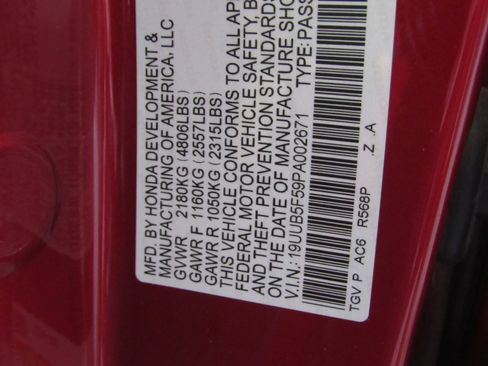 MFD. BY HONDA DEVELOPMENT &
MANUFACTURING OF AMERICA, LLC
GVWR 2180KG (4806LBS)
GAWR F 1160KG (2557LBS)
GAWR R 1050KG (2315LBS)
THIS VEHICLE CONFORMS TO ALL APP
FEDERAL MOTOR VEHICLE SAFETY, B
AND THEFT PREVENTION STANDARDS
ON THE DATE OF MANUFACTURE SHO
V.I.N.: 19UUB5F59PA002671 TYPE: PASS
TGV P AC6 R568P .Z .A